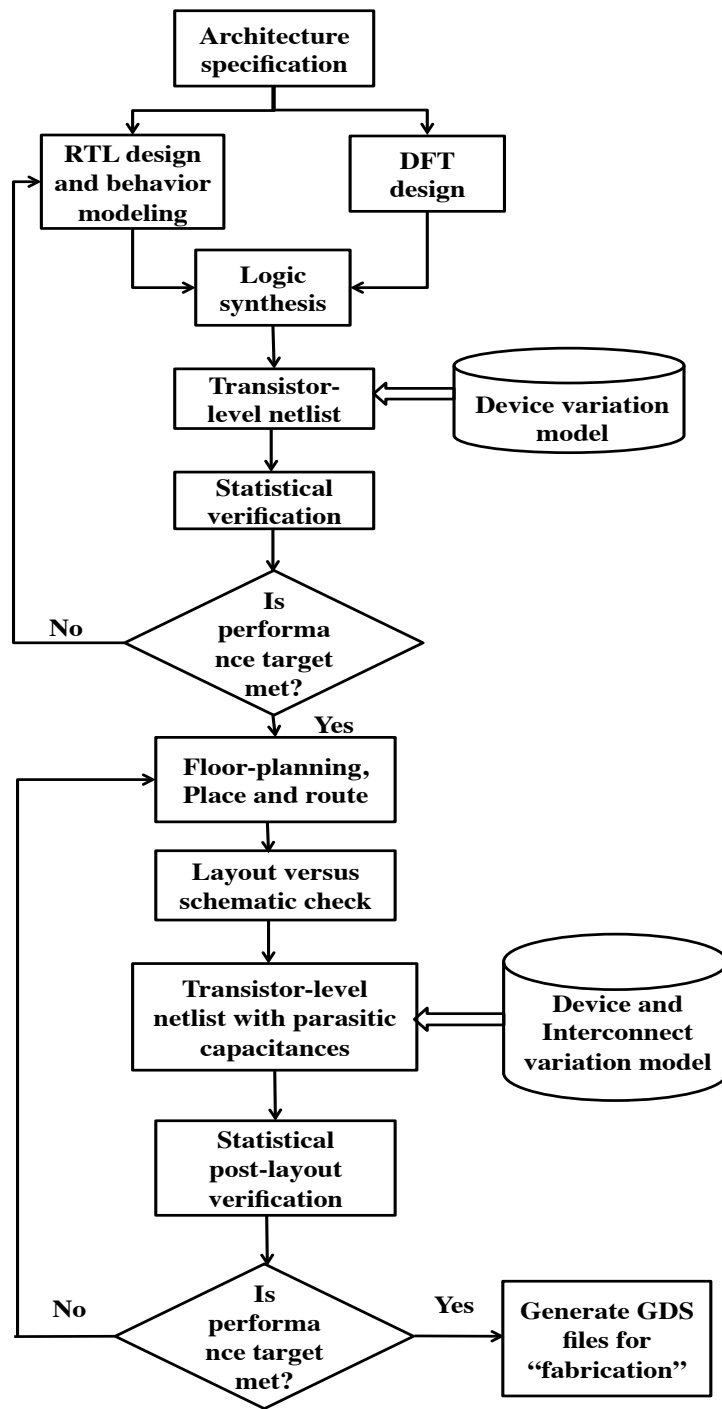 Architecture
specification
RTL design
and behavior
modeling
DFT
design
Logic
synthesis
Transistor-
level netlist
Device variation
model
Statistical
verification
Is
performa
nce target
met?
No
Yes
Floor-planning,
Place and route
Layout versus
schematic check
Transistor-level
netlist with parasitic
capacitances
Device and
Interconnect
variation model
Statistical
post-layout
verification
Is
performa
nce target
met?
No
Yes
Generate GDS
files for
“fabrication”